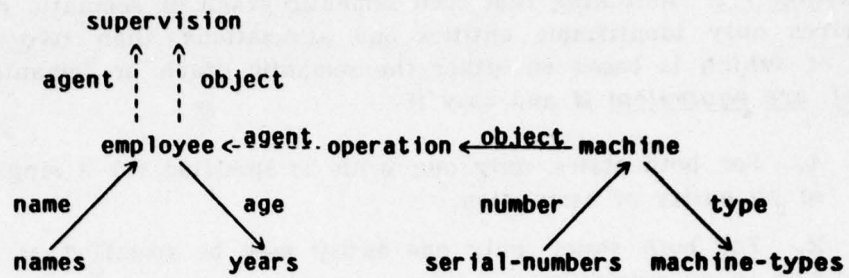 supervision
agent object
employee agent operation object machine
name age number type
names years serial-numbers machine-types